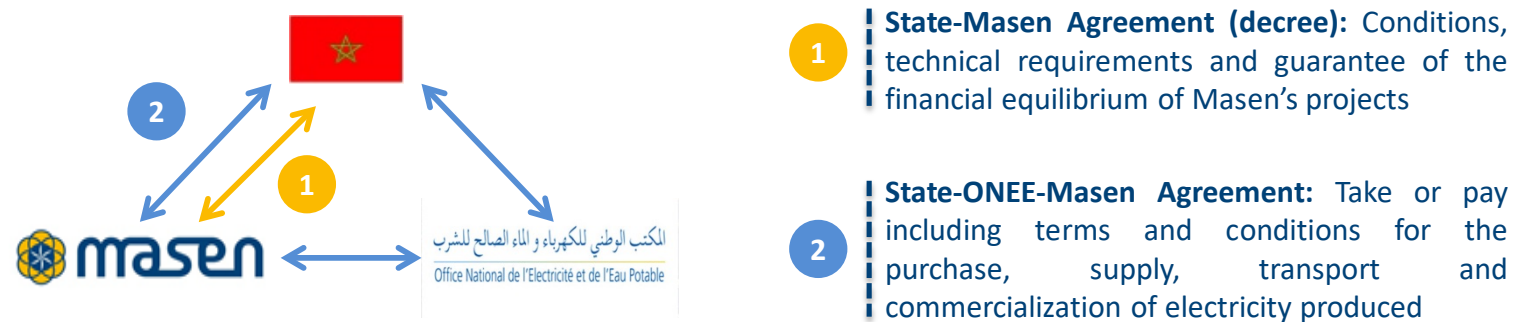 2
1
masen
المكتب الوطني للكهرباء و الماء الصالح للشرب
Office National de l'Electricité et de l'Eau Potable
1
State-Masen Agreement (decree): Conditions,
technical requirements and guarantee of the
financial equilibrium of Masen's projects
2
State-ONEE-Masen Agreement: Take or pay
including terms and conditions for the
purchase, supply, transport and
commercialization of electricity produced